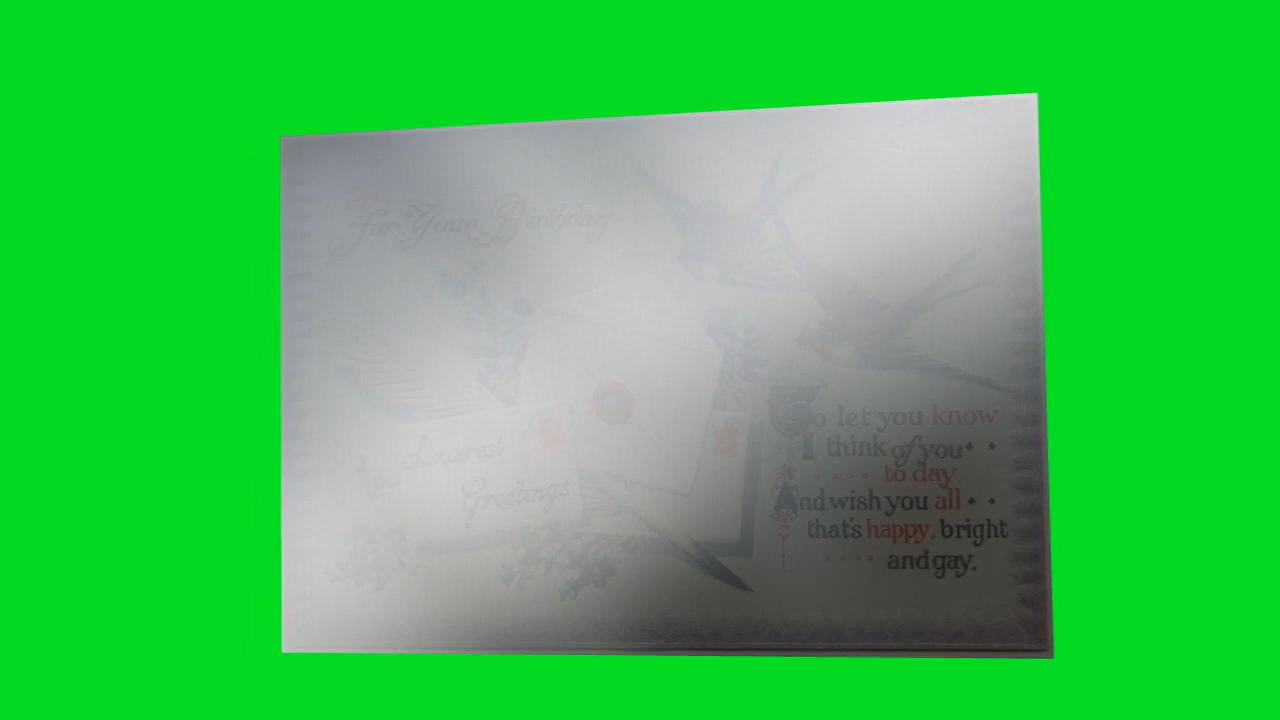 For Your Birthday
Sincerest
Greetings
To let you know
I think of you
to day
And wish you all
that's happy, bright
and gay.